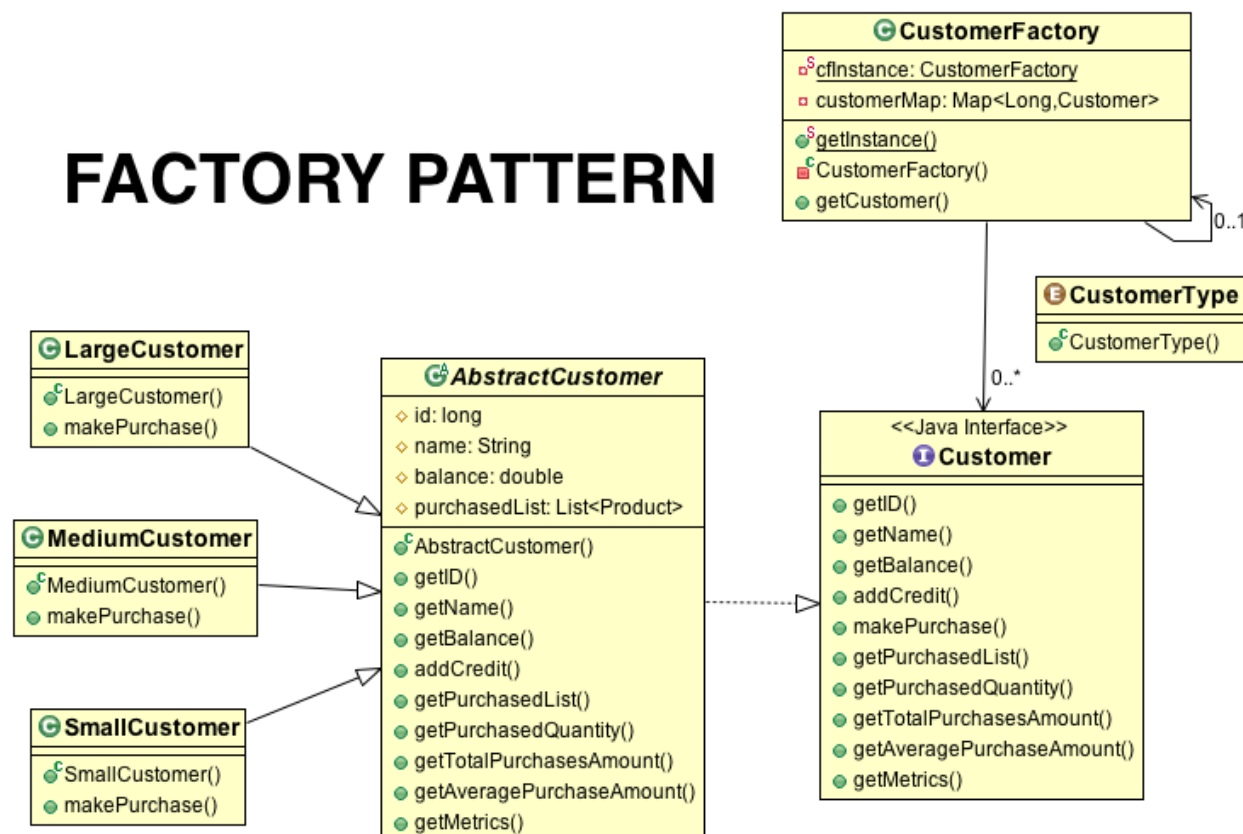 FACTORY PATTERN
CustomerFactory
cfInstance: CustomerFactory
customerMap: Map<Long,Customer>
getInstance()
CustomerFactory()
getCustomer()
0..1
0..*
CustomerType
CustomerType()
LargeCustomer
LargeCustomer()
makePurchase()
MediumCustomer
MediumCustomer()
makePurchase()
SmallCustomer
SmallCustomer()
makePurchase()
AbstractCustomer
id: long
name: String
balance: double
purchasedList: List<Product>
AbstractCustomer()
getID()
getName()
getBalance()
addCredit()
getPurchasedList()
getPurchasedQuantity()
getTotalPurchasesAmount()
getAveragePurchaseAmount()
getMetrics()
<<Java Interface>>
Customer
getID()
getName()
getBalance()
addCredit()
makePurchase()
getPurchasedList()
getPurchasedQuantity()
getTotalPurchasesAmount()
getAveragePurchaseAmount()
getMetrics()